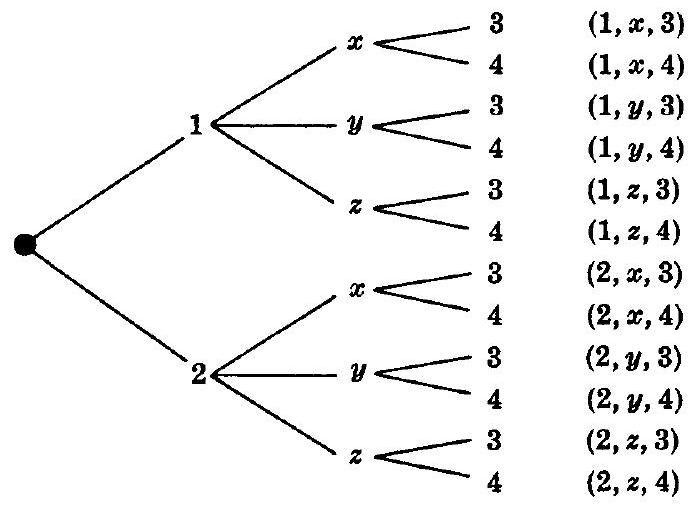 x 3 (1, x, 3)
4 (1, x, 4)
1 y 3 (1, y, 3)
4 (1, y, 4)
z 3 (1, z, 3)
4 (1, z, 4)
x 3 (2, x, 3)
4 (2, x, 4)
2 y 3 (2, y, 3)
4 (2, y, 4)
z 3 (2, z, 3)
4 (2, z, 4)